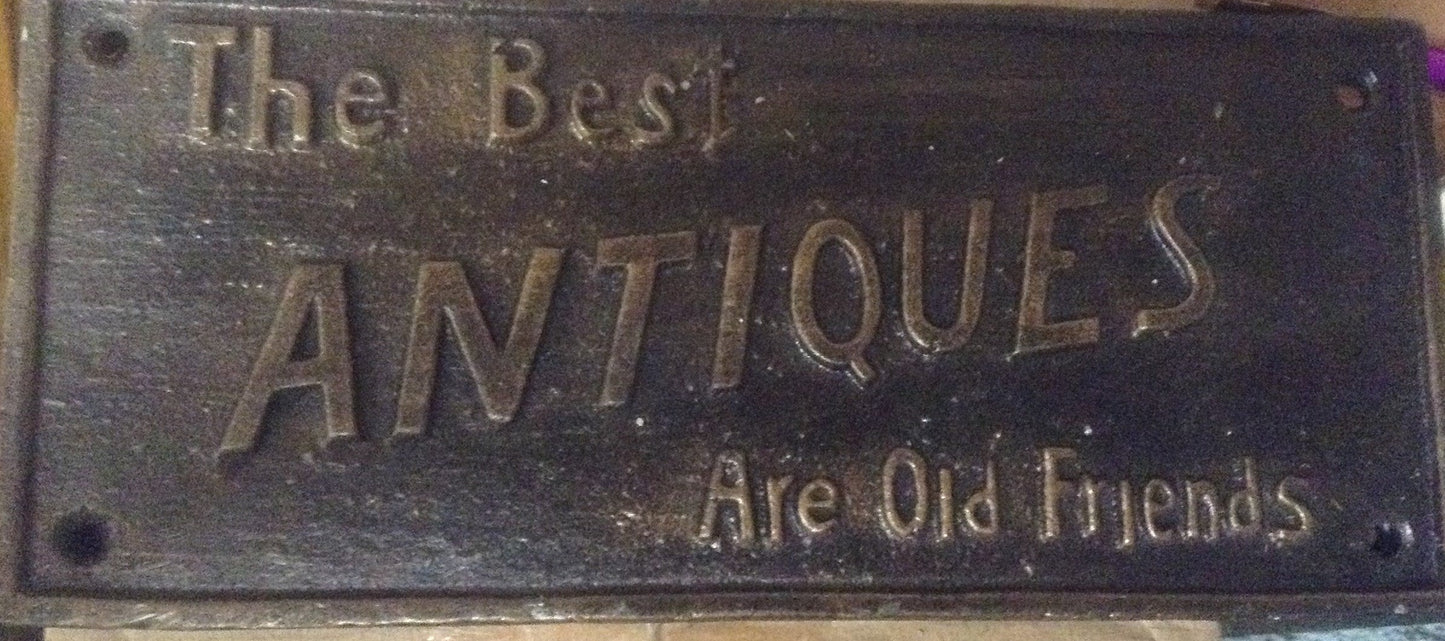 The Best
ANTIQUES
Are Old Friends